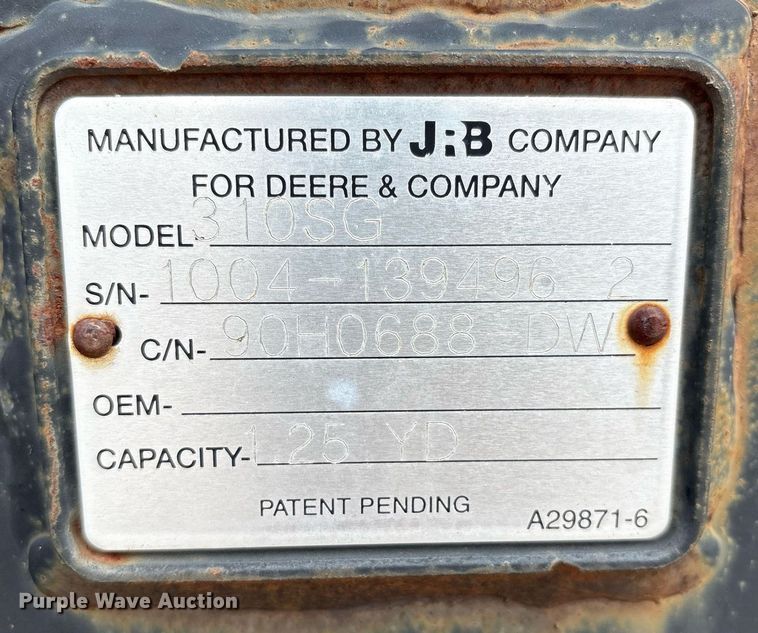 MANUFACTURED BY JRB COMPANY
FOR DEERE & COMPANY
MODEL- 310SG
S/N- 1004-139496 2
C/N- 90H0688 DW
OEM-
CAPACITY- 1.25 YD
PATENT PENDING
A29871-6
Purple Wave Auction